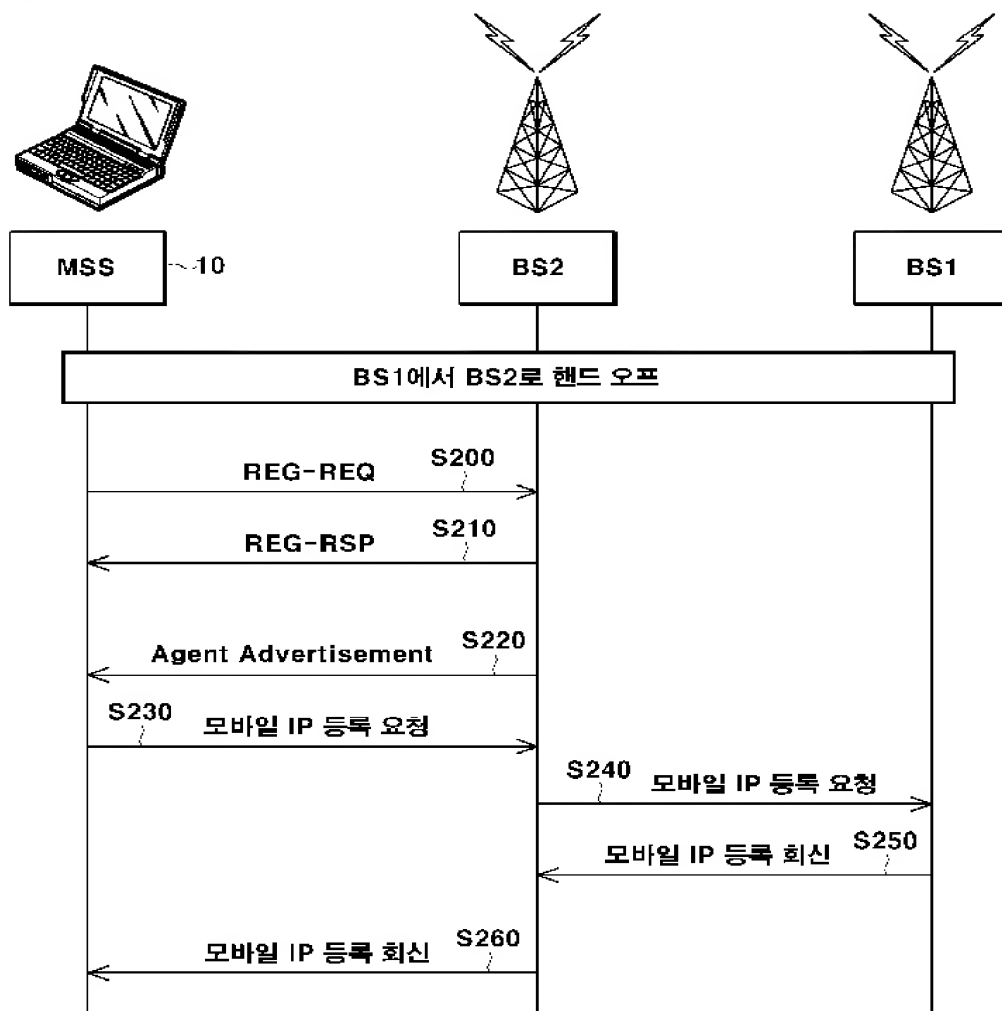 MSS
10
BS2
BS1
BS1에서 BS2로 핸드 오프
S200
REG-REQ
S210
REG-RSP
S220
Agent Advertisement
S230
모바일 IP 등록 요청
S240
모바일 IP 등록 요청
S250
모바일 IP 등록 회신
S260
모바일 IP 등록 회신